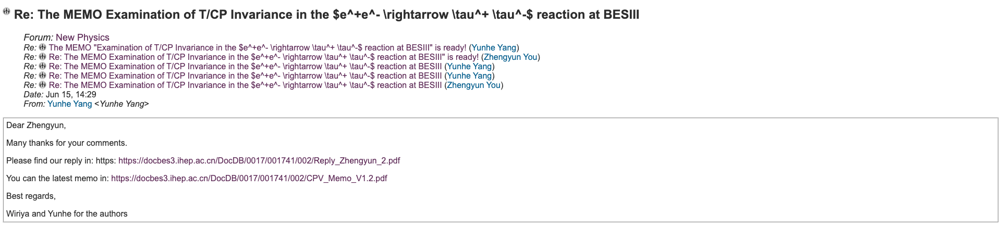 Re: The MEMO Examination of T/CP Invariance in the $e^+e^- \rightarrow \tau^+ \tau^-$ reaction at BESIII
Forum: New Physics
Re: The MEMO "Examination of T/CP Invariance in the $e^+e^- \rightarrow \tau^+ \tau^-$ reaction at BESIII" is ready! (Yunhe Yang)
Re: Re: The MEMO Examination of T/CP Invariance in the $e^+e^- \rightarrow \tau^+ \tau^-$ reaction at BESIII" is ready! (Zhengyun You)
Re: Re: The MEMO Examination of T/CP Invariance in the $e^+e^- \rightarrow \tau^+ \tau^-$ reaction at BESIII (Yunhe Yang)
Re: Re: The MEMO Examination of T/CP Invariance in the $e^+e^- \rightarrow \tau^+ \tau^-$ reaction at BESIII (Yunhe Yang)
Re: Re: The MEMO Examination of T/CP Invariance in the $e^+e^- \rightarrow \tau^+ \tau^-$ reaction at BESIII (Zhengyun You)
Date: Jun 15, 14:29
From: Yunhe Yang <Yunhe Yang>
Dear Zhengyun,
Many thanks for your comments.
Please find our reply in: https: https://docbes3.ihep.ac.cn/DocDB/0017/001741/002/Reply_Zhengyun_2.pdf
You can the latest memo in: https://docbes3.ihep.ac.cn/DocDB/0017/001741/002/CPV_Memo_V1.2.pdf
Best regards,
Wiriya and Yunhe for the authors